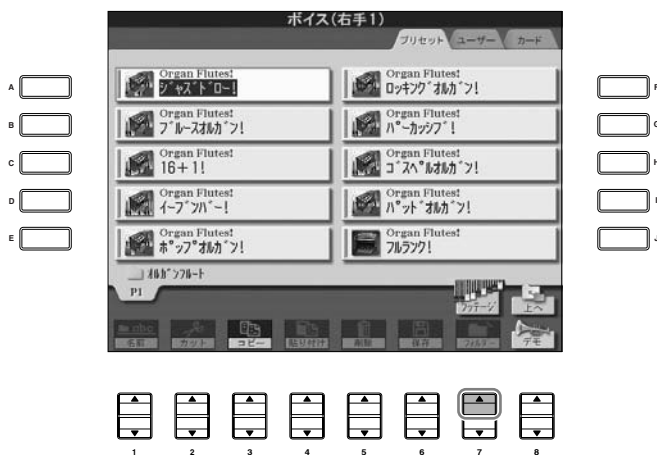 ボイス(右手1)
プリセット ユーザー カード
A
B
C
D
E
Organ Flutes!
ジャズドロー!
Organ Flutes!
ブルースオルガン!
Organ Flutes!
16+1!
Organ Flutes!
イーブンバー!
Organ Flutes!
ポップオルガン!
Organ Flutes!
ロッキングオルガン!
Organ Flutes!
パーカッシブ!
Organ Flutes!
ゴスペルオルガン!
Organ Flutes!
パッドオルガン!
Organ Flutes!
フルランク!
F
G
H
I
J
オルガンフルート
P1
フッテージ 上へ
abc
名前 カット コピー 貼り付け 削除 保存 フォルダー デモ
1 2 3 4 5 6 7 8